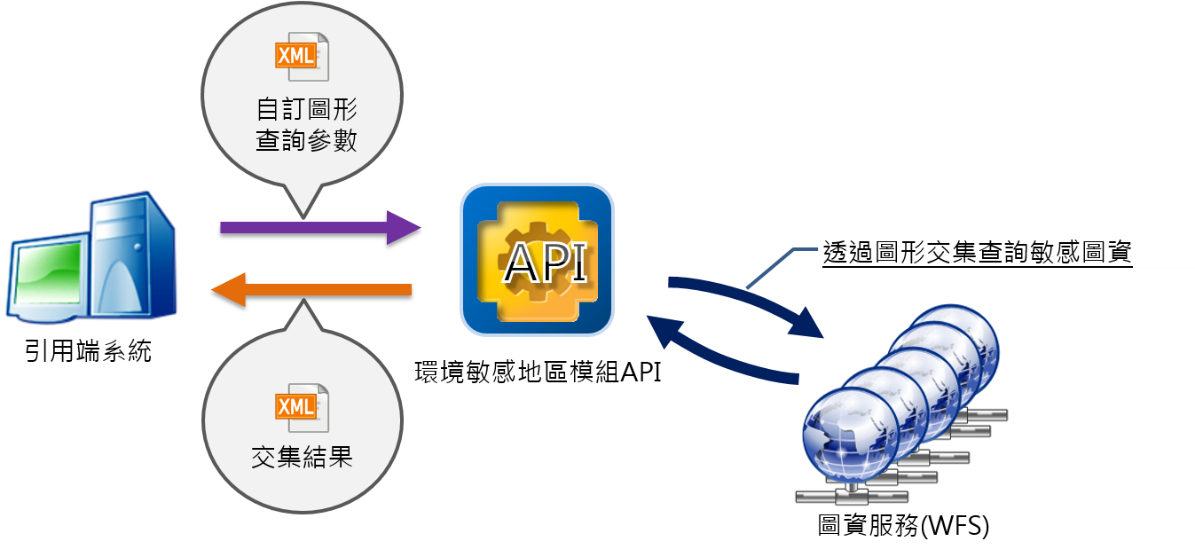 XML
自訂圖形
查詢參數
API
透過圖形交集查詢敏感圖資
引用端系統
環境敏感地區模組API
XML
交集結果
圖資服務(WFS)